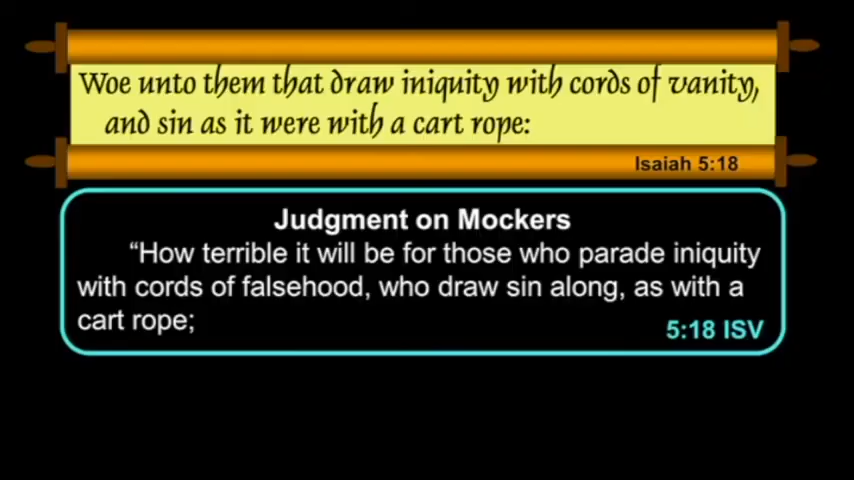 Woe unto them that draw iniquity with cords of vanity,
and sin as it were with a cart rope:
Isaiah 5:18
Judgment on Mockers
“How terrible it will be for those who parade iniquity
with cords of falsehood, who draw sin along, as with a
cart rope;
5:18 ISV